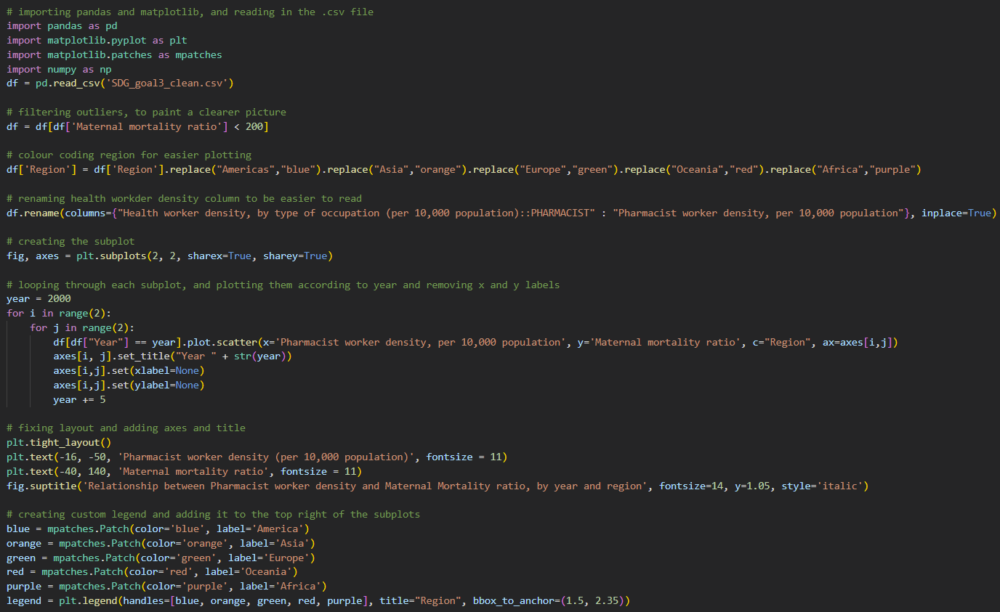 # importing pandas and matplotlib, and reading in the .csv file
import pandas as pd
import matplotlib.pyplot as plt
import matplotlib.patches as mpatches
import numpy as np
df = pd.read_csv('SDG_goal3_clean.csv')
# filtering outliers, to paint a clearer picture
df = df[df['Maternal mortality ratio'] < 200]
# colour coding region for easier plotting
df['Region'] = df['Region'].replace("Americas","blue").replace("Asia","orange").replace("Europe","green").replace("Oceania","red").replace("Africa","purple")
# renaming health workder density column to be easier to read
df.rename(columns={"Health worker density, by type of occupation (per 10,000 population)::PHARMACIST" : "Pharmacist worker density, per 10,000 population"}, inplace=True)
# creating the subplot
fig, axes = plt.subplots(2, 2, sharex=True, sharey=True)
# looping through each subplot, and plotting them according to year and removing x and y labels
year = 2000
for i in range(2):
    for j in range(2):
        df[df["Year"] == year].plot.scatter(x='Pharmacist worker density, per 10,000 population', y='Maternal mortality ratio', c="Region", ax=axes[i,j])
        axes[i, j].set_title("Year " + str(year))
        axes[i,j].set(xlabel=None)
        axes[i,j].set(ylabel=None)
        year += 5
# fixing layout and adding axes and title
plt.tight_layout()
plt.text(-16, -50, 'Pharmacist worker density (per 10,000 population)', fontsize = 11)
plt.text(-40, 140, 'Maternal mortality ratio', fontsize = 11)
fig.suptitle('Relationship between Pharmacist worker density and Maternal Mortality ratio, by year and region', fontsize=14, y=1.05, style='italic')
# creating custom legend and adding it to the top right of the subplots
blue = mpatches.Patch(color='blue', label='America')
orange = mpatches.Patch(color='orange', label='Asia')
green = mpatches.Patch(color='green', label='Europe')
red = mpatches.Patch(color='red', label='Oceania')
purple = mpatches.Patch(color='purple', label='Africa')
legend = plt.legend(handles=[blue, orange, green, red, purple], title="Region", bbox_to_anchor=(1.5, 2.35))